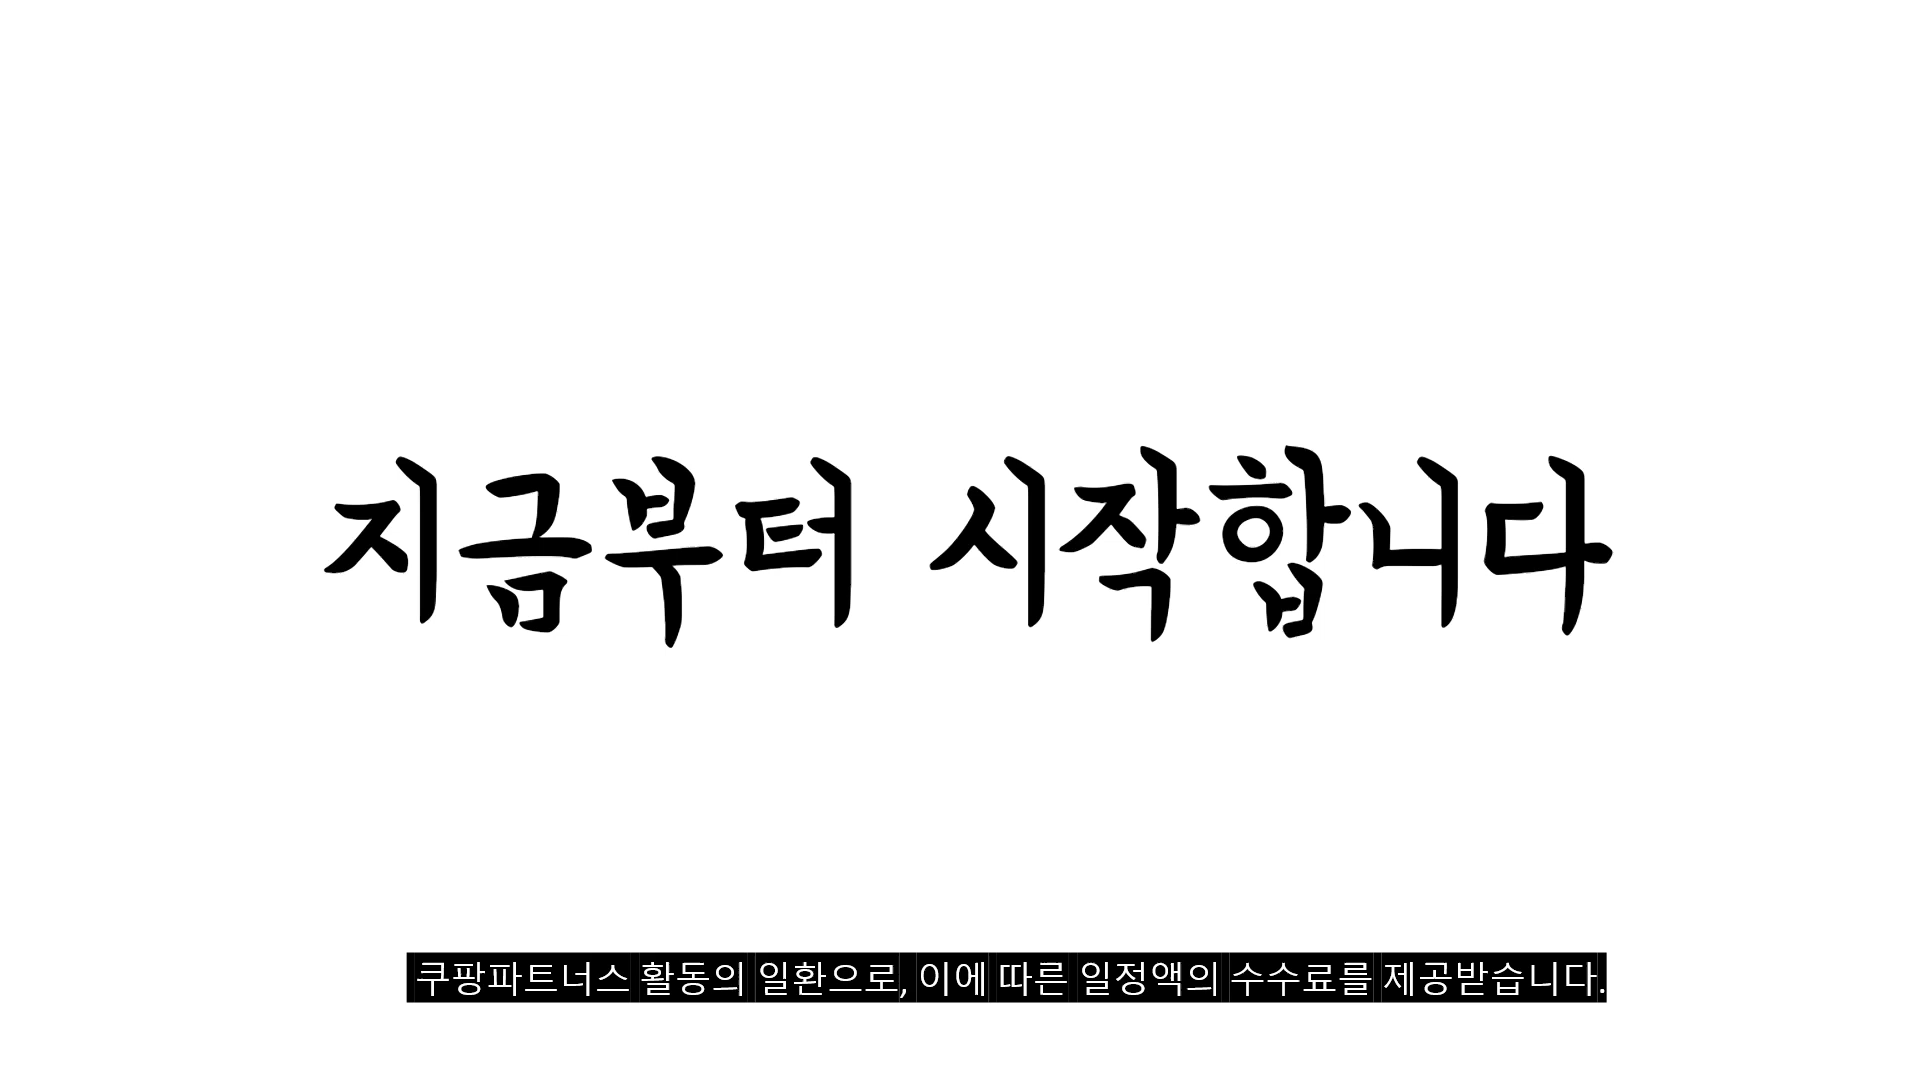 지금부터 시작합니다
쿠팡파트너스 활동의 일환으로, 이에 따른 일정액의 수수료를 제공받습니다.